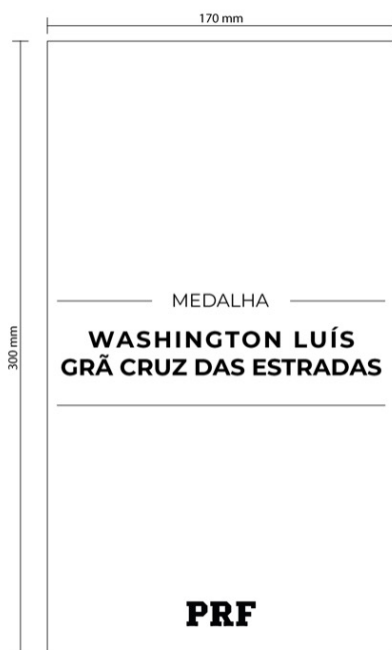 170 mm
300 mm
MEDALHA
WASHINGTON LUÍS
GRÃ CRUZ DAS ESTRADAS
PRF